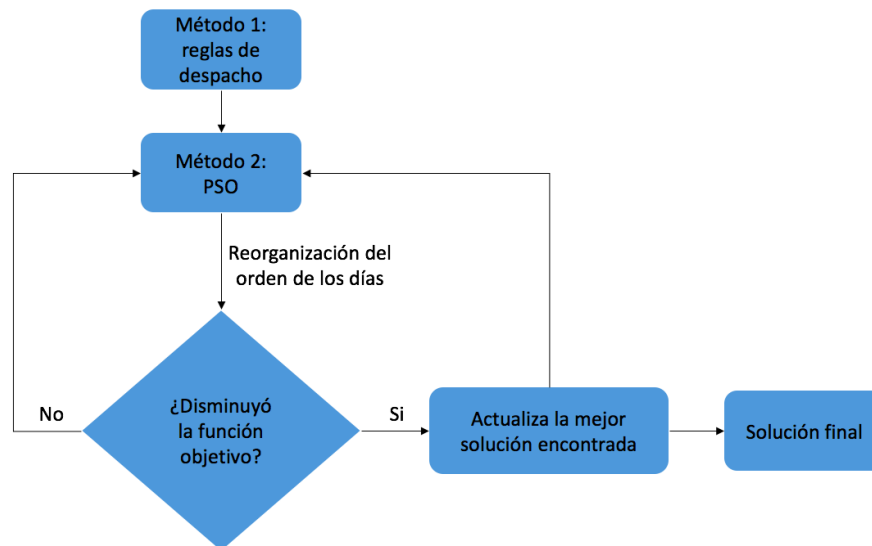 Método 1:
reglas de
despacho
Método 2:
PSO
Reorganización del
orden de los días
¿Disminuyó
la función
objetivo?
No
Si
Actualiza la mejor
solución encontrada
Solución final